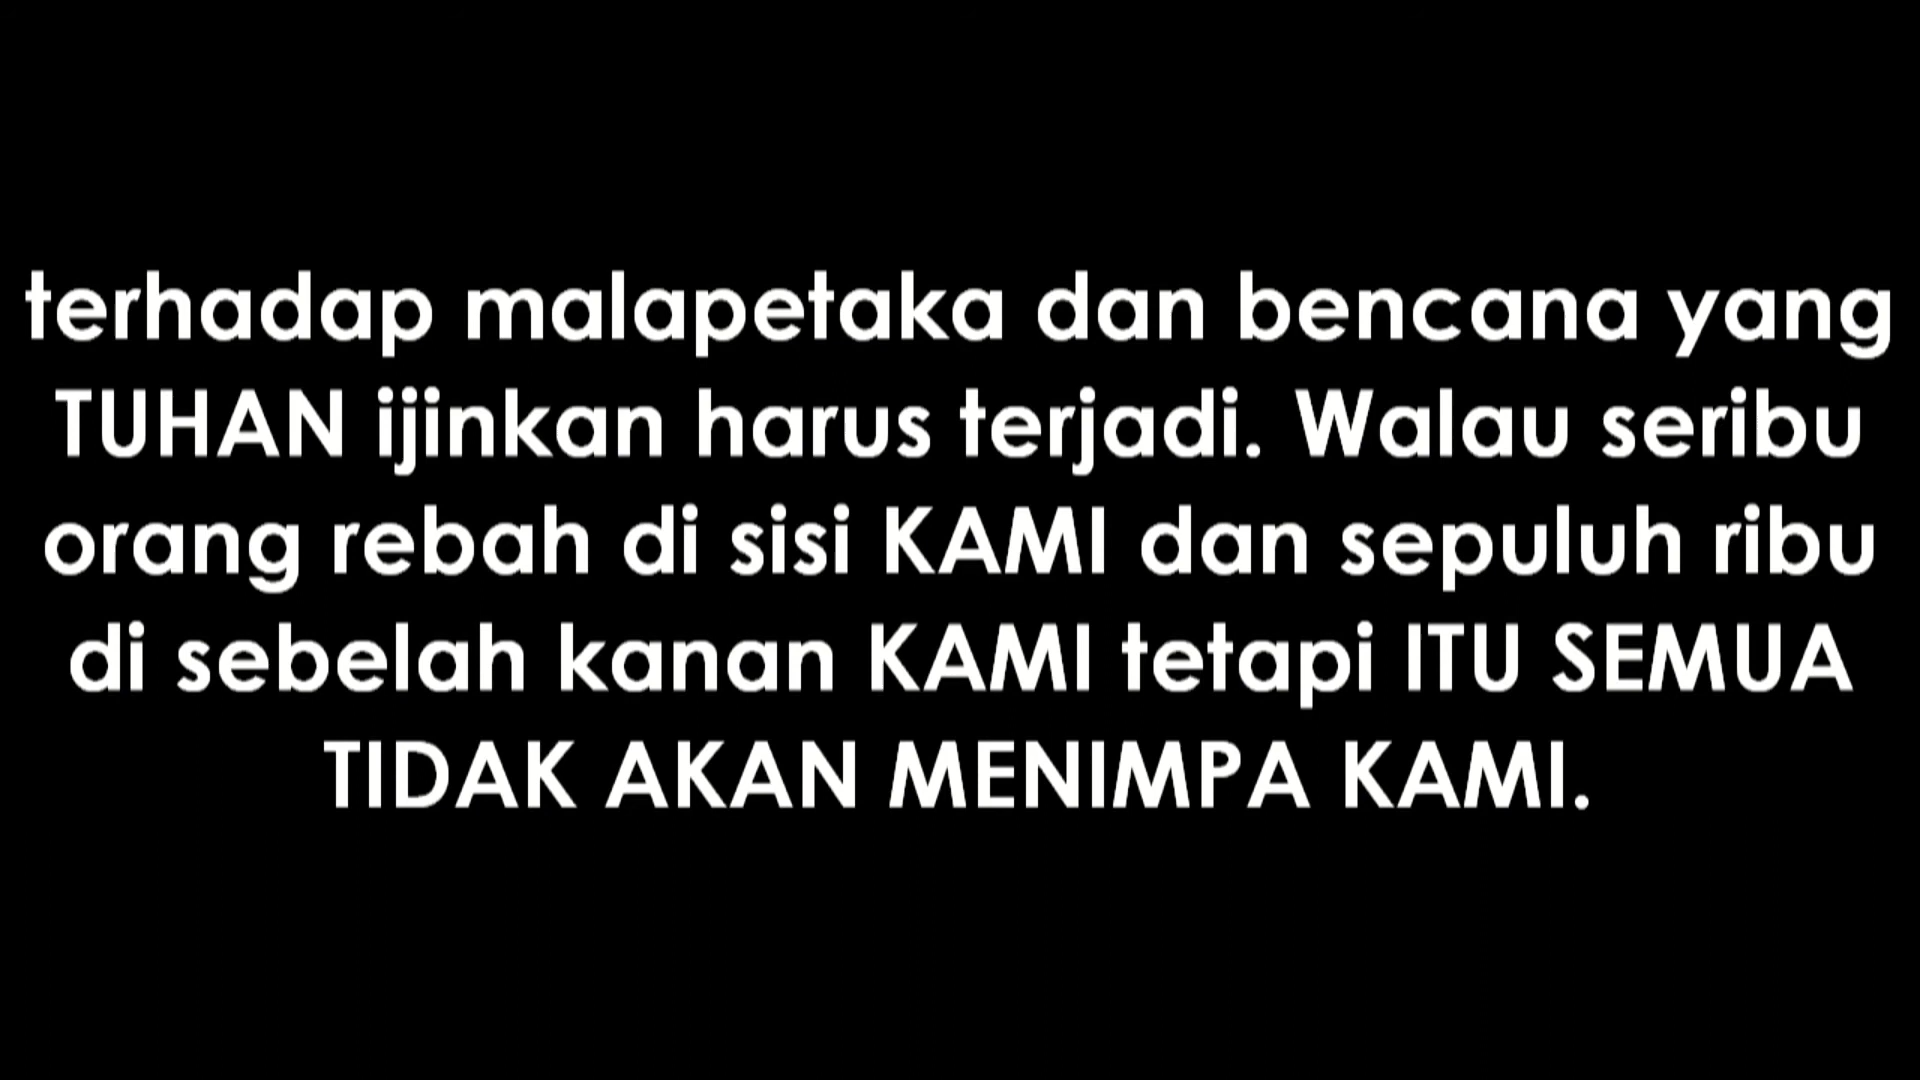 terhadap malapetaka dan bencana yang
TUHAN ijinkan harus terjadi. Walau seribu
orang rebah di sisi KAMI dan sepuluh ribu
di sebelah kanan KAMI tetapi ITU SEMUA
TIDAK AKAN MENIMPA KAMI.